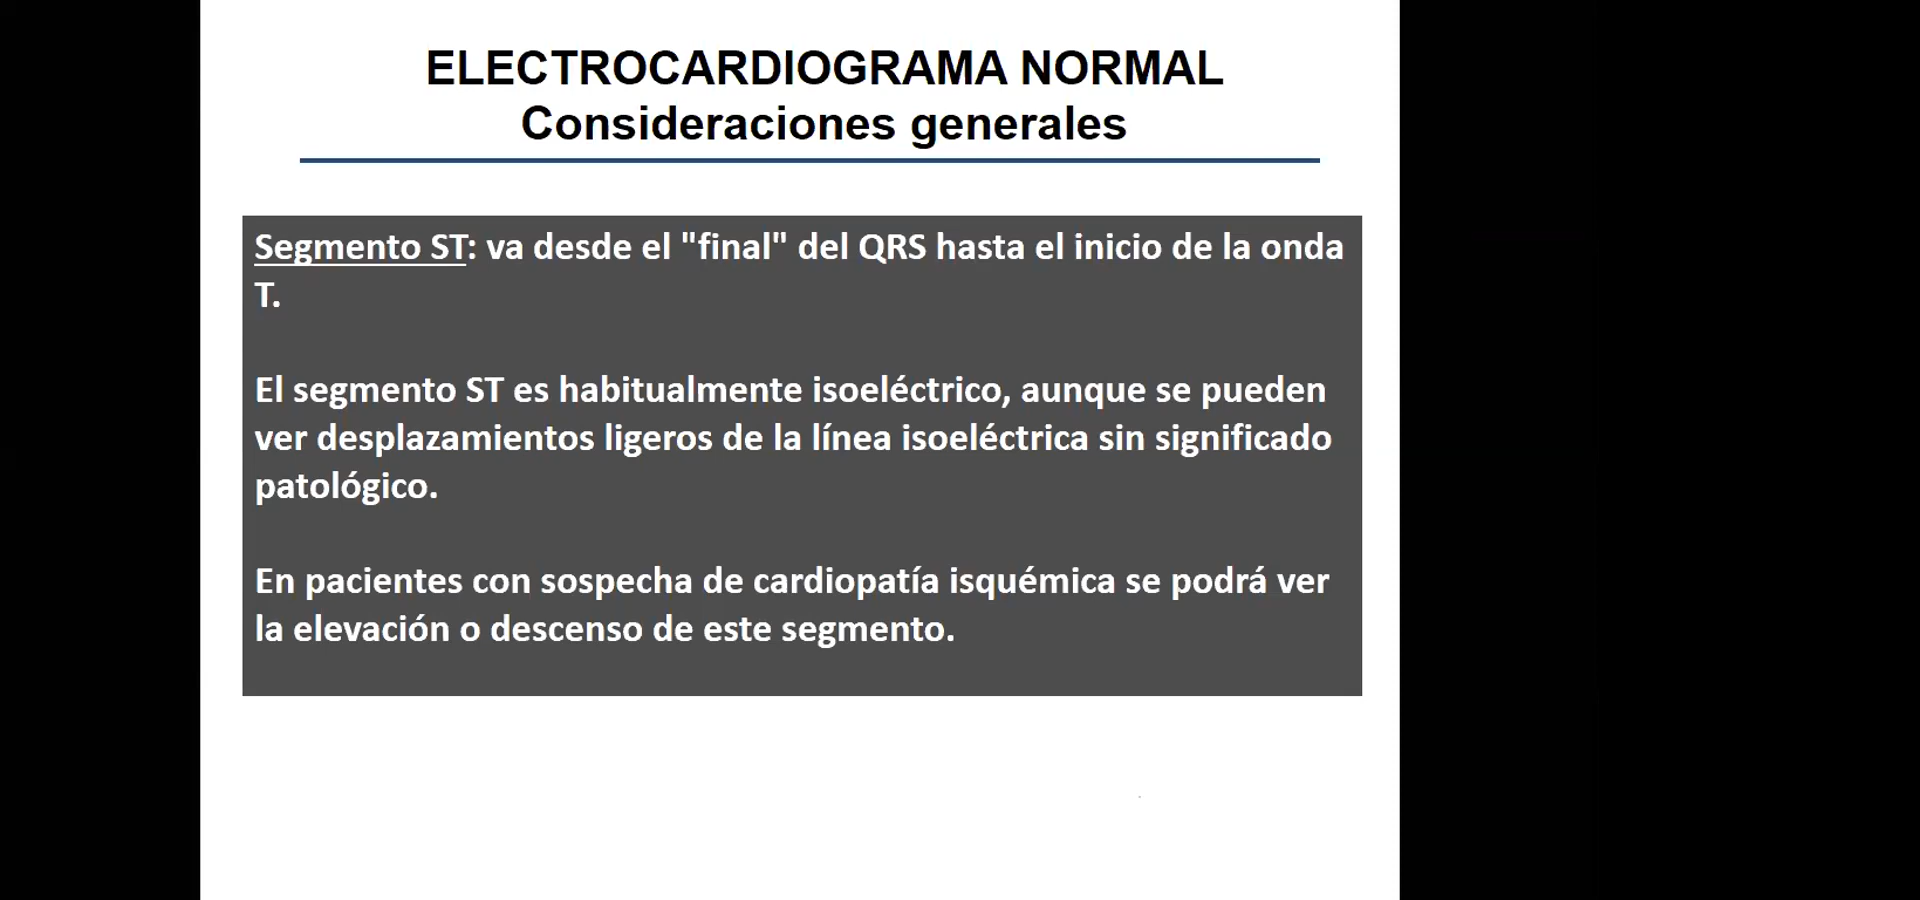 ELECTROCARDIOGRAMA NORMAL
Consideraciones generales
Segmento ST: va desde el "final" del QRS hasta el inicio de la onda
T.
El segmento ST es habitualmente isoeléctrico, aunque se pueden
ver desplazamientos ligeros de la línea isoeléctrica sin significado
patológico.
En pacientes con sospecha de cardiopatía isquémica se podrá ver
la elevación o descenso de este segmento.